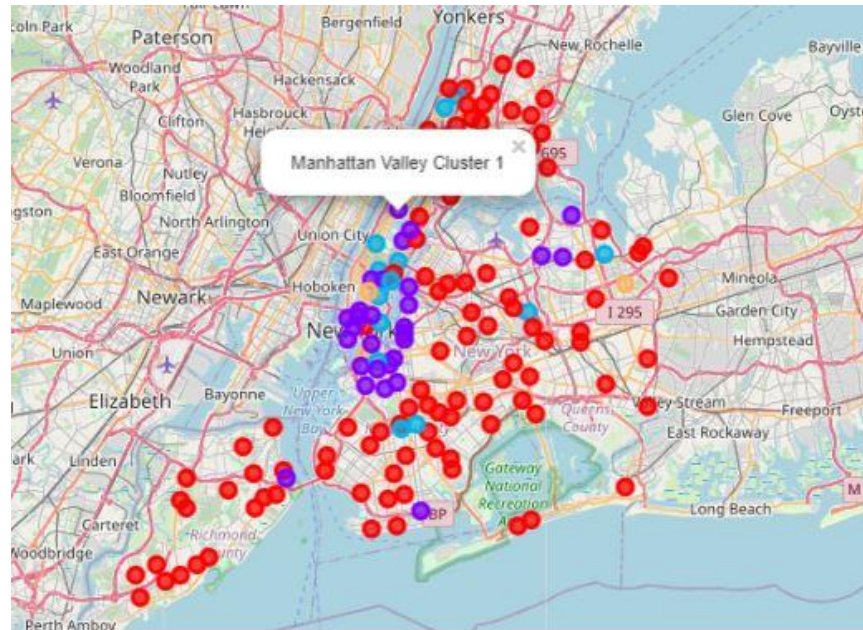 Yonkers
Bergenfield
Paterson
New Rochelle
Bayville
Woodland
Park
Hackensack
Hasbrouck
Clifton
Glen Cove
Manhattan Valley Cluster 1
×
695
Verona
Nutley
Bloomfield
North Arlington
Union City
East Orange
Mineola
Hoboken
Newark
Maplewood
Garden City
I 295
New York
Hempstead
Union
Elizabeth
Bayonne
Upper
New York
Bay
Valley Stream
Freeport
Queens
County
East Rockaway
Linden
Gateway
National
Recreation
BP
Long Beach
Carteret
Richmond
Woodbridge
Perth Amboy